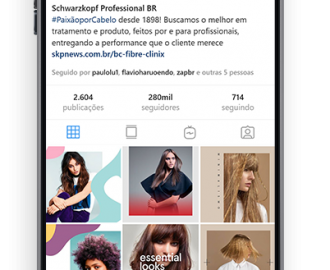 Schwarzkopf Professional BR
#PaixãoporCabelo desde 1898! Buscamos o melhor em
tratamento e produto, feitos por e para profissionais,
entregando a performance que o cliente merece
skpnews.com.br/bc-fibre-clinix
Seguido por paulolu1, flavioharuoendo, zapbr e outras 5 pessoas
2.604
280mil
714
publicações
seguidores
seguindo
essential
looks